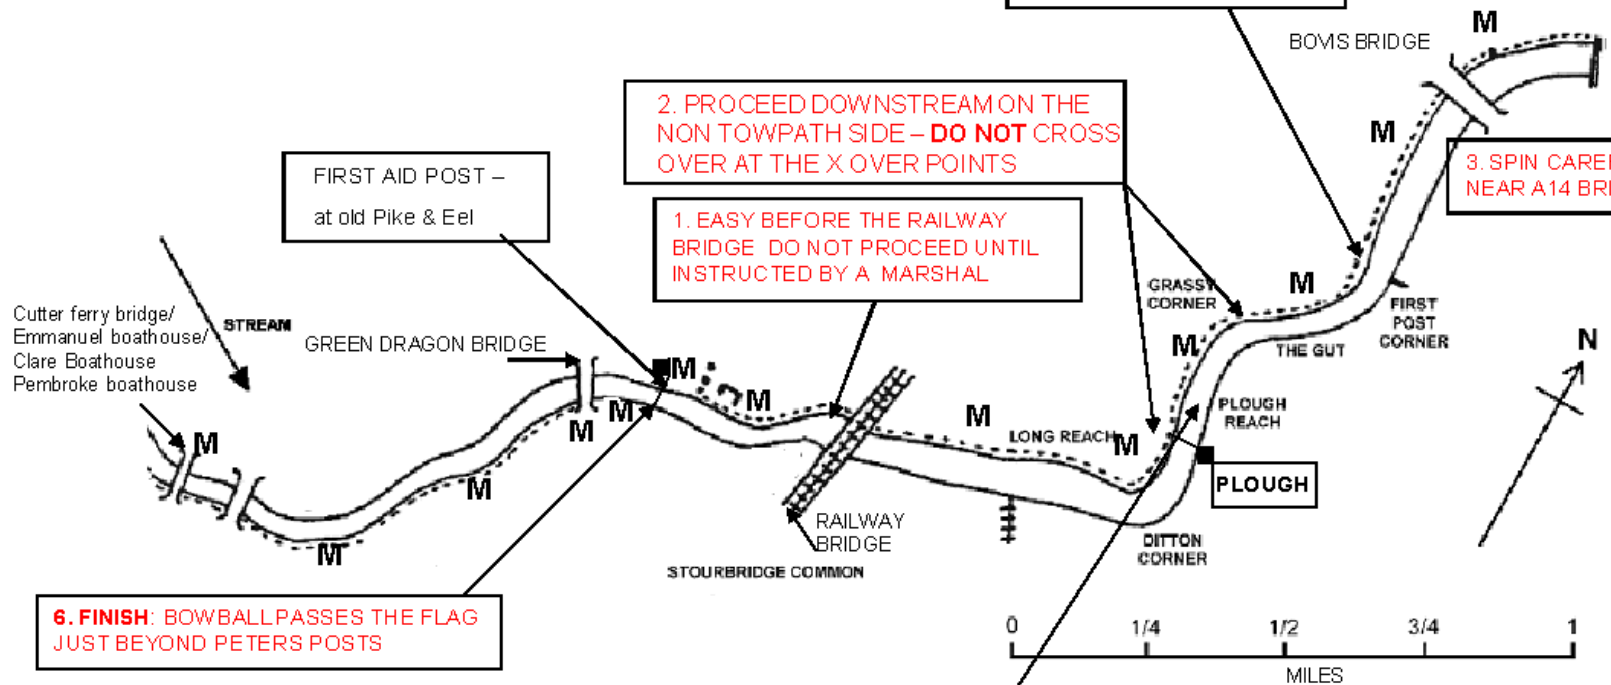 BOVIS BRIDGE
M
2. PROCEED DOWNSTREAM ON THE
NON TOWPATH SIDE – DO NOT CROSS
OVER AT THE X OVER POINTS
M
FIRST AID POST –
at old Pike & Eel
3. SPIN
NEAR A14
1. EASY BEFORE THE RAILWAY
BRIDGE DO NOT PROCEED UNTIL
INSTRUCTED BY A MARSHAL
GRASSY
CORNER
M
FIRST
POST
CORNER
Cutter ferry bridge/
Emmanuel boathouse/
Clare Boathouse
Pembroke boathouse
STREAM
GREEN DRAGON BRIDGE
M
THE GUT
N
M
M
M
M
M
M
PLOUGH
REACH
LONG REACH
M
M
M
PLOUGH
RAILWAY
BRIDGE
M
DITTON
CORNER
STOURBRIDGE COMMON
6. FINISH: BOWBALL PASSES THE FLAG
JUST BEYOND PETERS POSTS
0 1/4 1/2 3/4 1
MILES